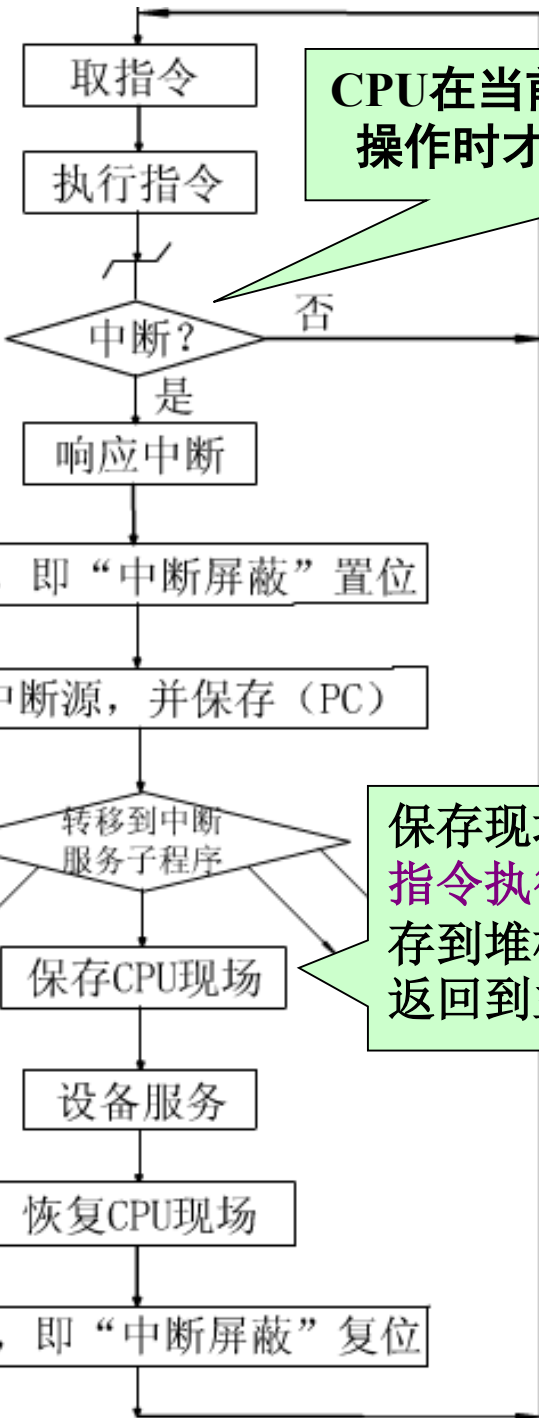 取指令
CPU在当
操作时才
执行指令
中断？
否
是
响应中断
，即“中断屏蔽”置位
中断源，并保存（PC）
转移到中断
服务子程序
保存现
指令执
存到堆
返回到
保存CPU现场
设备服务
恢复CPU现场
，即“中断屏蔽”复位